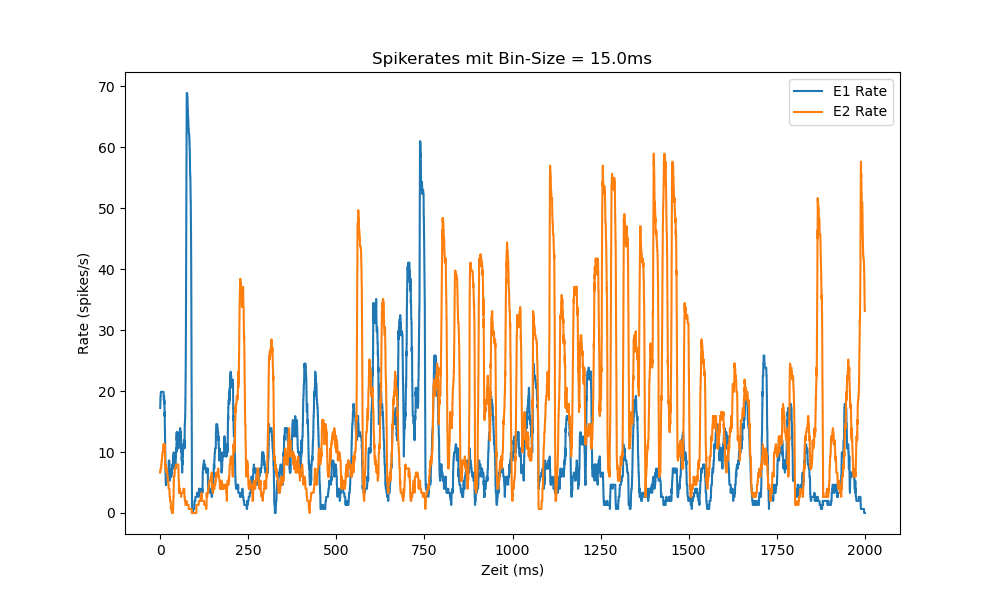 Spikerates mit Bin-Size = 15.0ms
E1 Rate
E2 Rate
70
60
50
40
30
20
10
0
Rate (spikes/s)
0 250 500 750 1000 1250 1500 1750 2000
Zeit (ms)